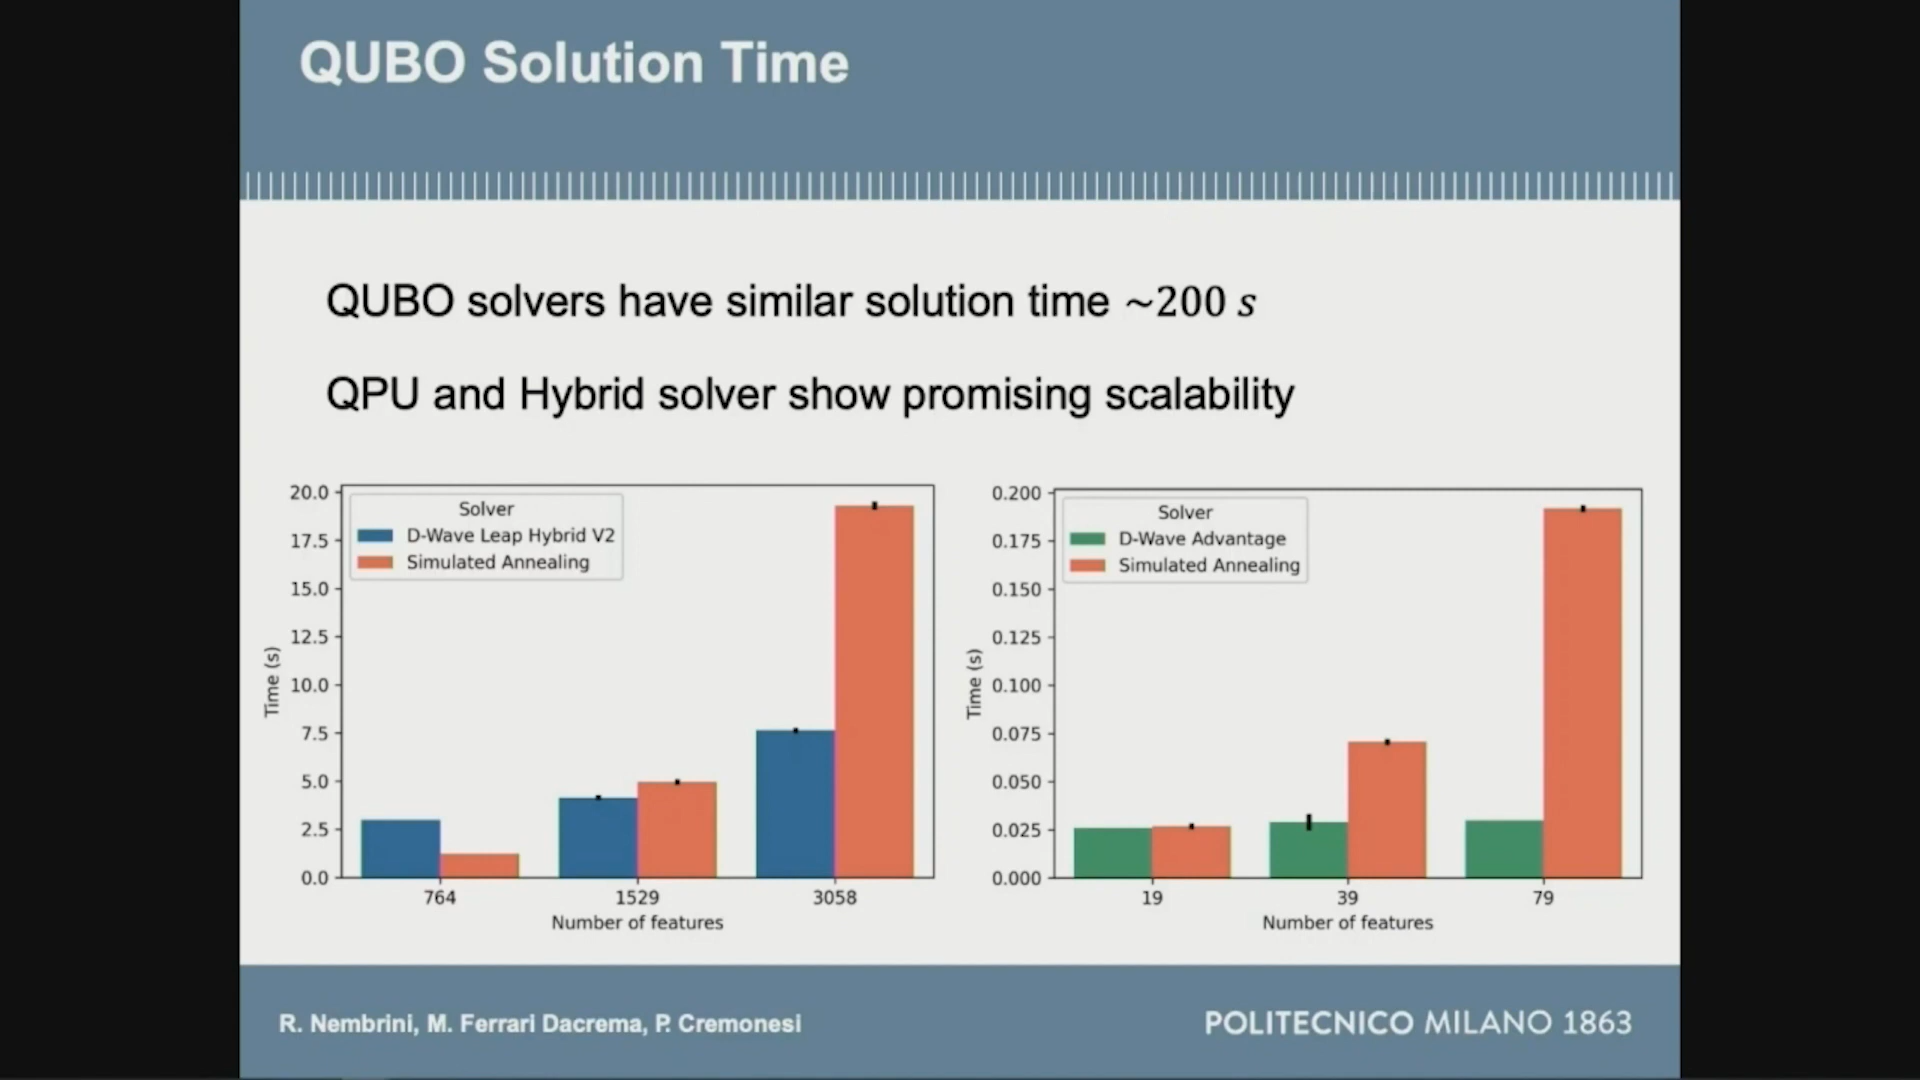 QUBO Solution Time
QUBO solvers have similar solution time ~200 s
QPU and Hybrid solver show promising scalability
Solver
D-Wave Leap Hybrid V2
Simulated Annealing
Time (s)
20.0
17.5
15.0
12.5
10.0
7.5
5.0
2.5
0.0
764 1529 3058
Number of features
Solver
D-Wave Advantage
Simulated Annealing
Time (s)
0.200
0.175
0.150
0.125
0.100
0.075
0.050
0.025
0.000
19 39 79
Number of features
R. Nembrini, M. Ferrari Dacrema, P. Cremonesi
POLITECNICO MILANO 1863